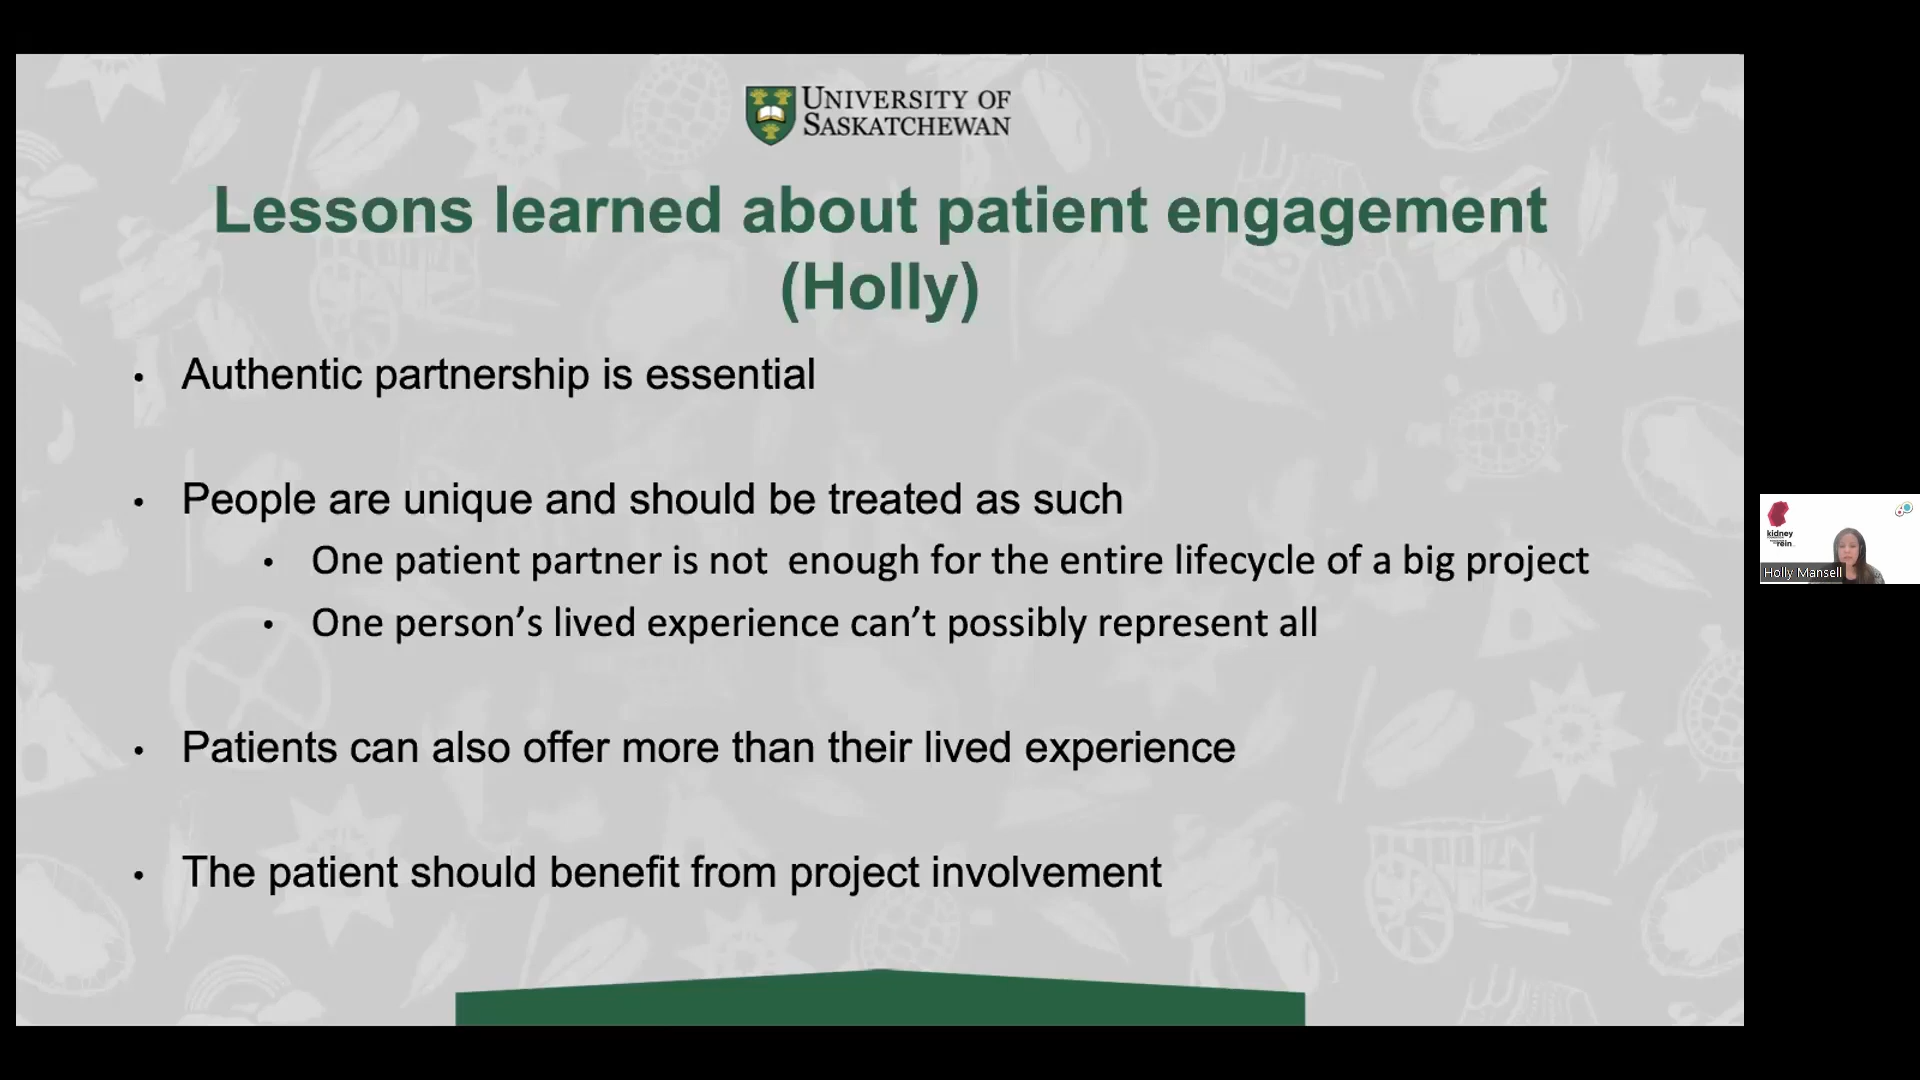 UNIVERSITY OF
SASKATCHEWAN
Lessons learned about patient engagement
(Holly)
• Authentic partnership is essential
• People are unique and should be treated as such
• One patient partner is not  enough for the entire lifecycle of a big project
• One person’s lived experience can’t possibly represent all
• Patients can also offer more than their lived experience
• The patient should benefit from project involvement
kidney
rein
Holly Mansell